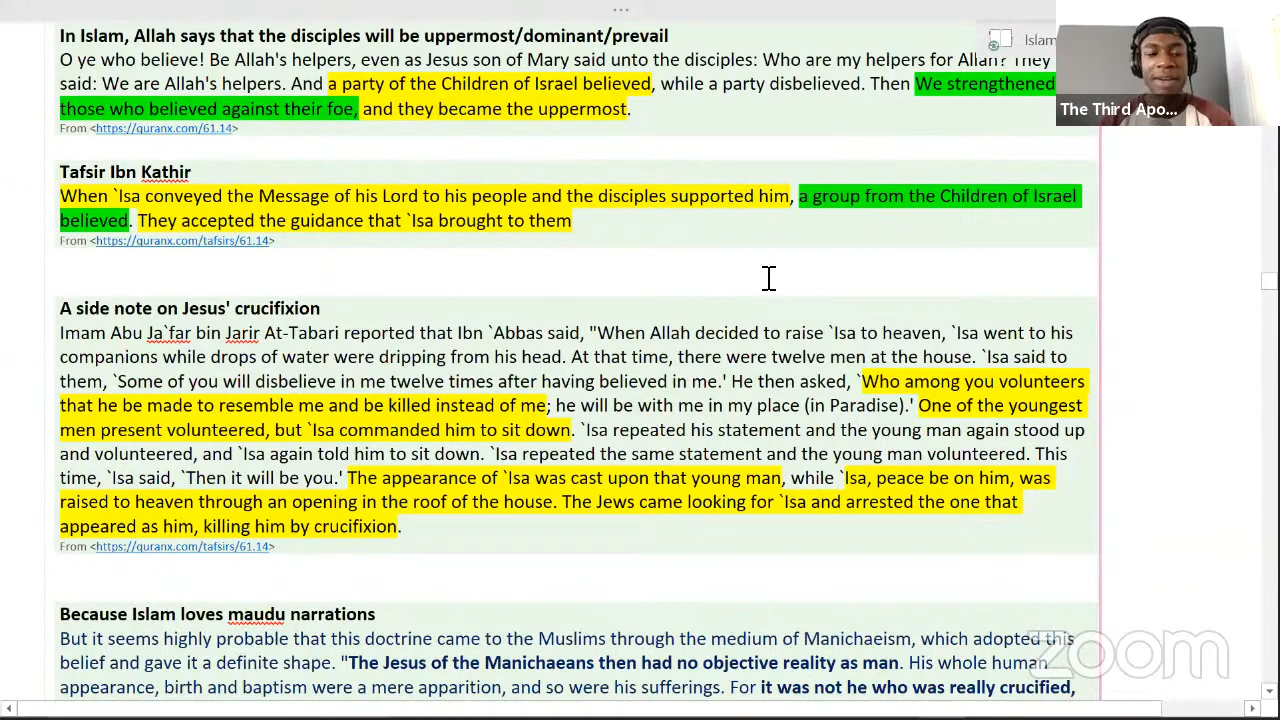 In Islam, Allah says that the disciples will be uppermost/dominant/prevail
Islam
O ye who believe! Be Allah's helpers, even as Jesus son of Mary said unto the disciples: Who are my helpers for Allah? They
said: We are Allah's helpers. And a party of the Children of Israel believed, while a party disbelieved. Then We strengthened
those who believed against their foe, and they became the uppermost.
The Third Apo...
From <https://quranx.com/61.14>
Tafsir Ibn Kathir
When `Isa conveyed the Message of his Lord to his people and the disciples supported him, a group from the Children of Israel
believed. They accepted the guidance that `Isa brought to them
From <https://quranx.com/tafsirs/61.14>
A side note on Jesus' crucifixion
Imam Abu Ja`far bin Jarir At-Tabari reported that Ibn `Abbas said, "When Allah decided to raise `Isa to heaven, `Isa went to his
companions while drops of water were dripping from his head. At that time, there were twelve men at the house. `Isa said to
them, `Some of you will disbelieve in me twelve times after having believed in me.' He then asked, `Who among you volunteers
that he be made to resemble me and be killed instead of me; he will be with me in my place (in Paradise).' One of the youngest
men present volunteered, but `Isa commanded him to sit down. `Isa repeated his statement and the young man again stood up
and volunteered, and `Isa again told him to sit down. `Isa repeated the same statement and the young man volunteered. This
time, `Isa said, `Then it will be you.' The appearance of `Isa was cast upon that young man, while `Isa, peace be on him, was
raised to heaven through an opening in the roof of the house. The Jews came looking for `Isa and arrested the one that
appeared as him, killing him by crucifixion.
From <https://quranx.com/tafsirs/61.14>
Because Islam loves maudu narrations
But it seems highly probable that this doctrine came to the Muslims through the medium of Manichaeism, which adopted this
belief and gave it a definite shape. "The Jesus of the Manichaeans then had no objective reality as man. His whole human
appearance, birth and baptism were a mere apparition, and so were his sufferings. For it was not he who was really crucified,
zoom